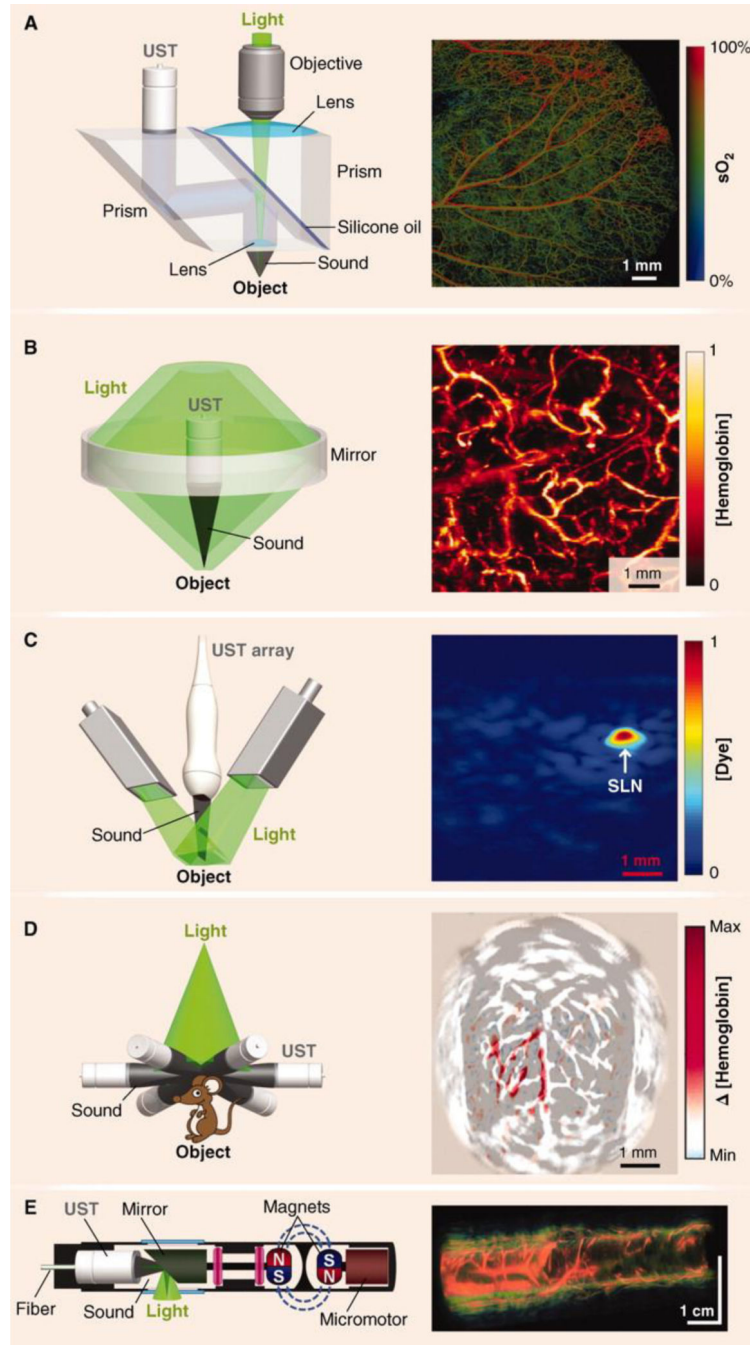 A
Light
UST
Objective
Lens
Prism
Prism
Silicone oil
Lens
Sound
Object
1 mm
100%
sO2
0%
B
Light
UST
Mirror
Sound
Object
1 mm
1
[Hemoglobin]
0
C
UST array
Sound
Light
Object
SLN
1 mm
1
[Dye]
0
D
Light
UST
Sound
Object
1 mm
Max
Δ [Hemoglobin]
Min
E
UST
Mirror
Magnets
N
S
S
N
Fiber
Sound
Light
Micromotor
1 cm